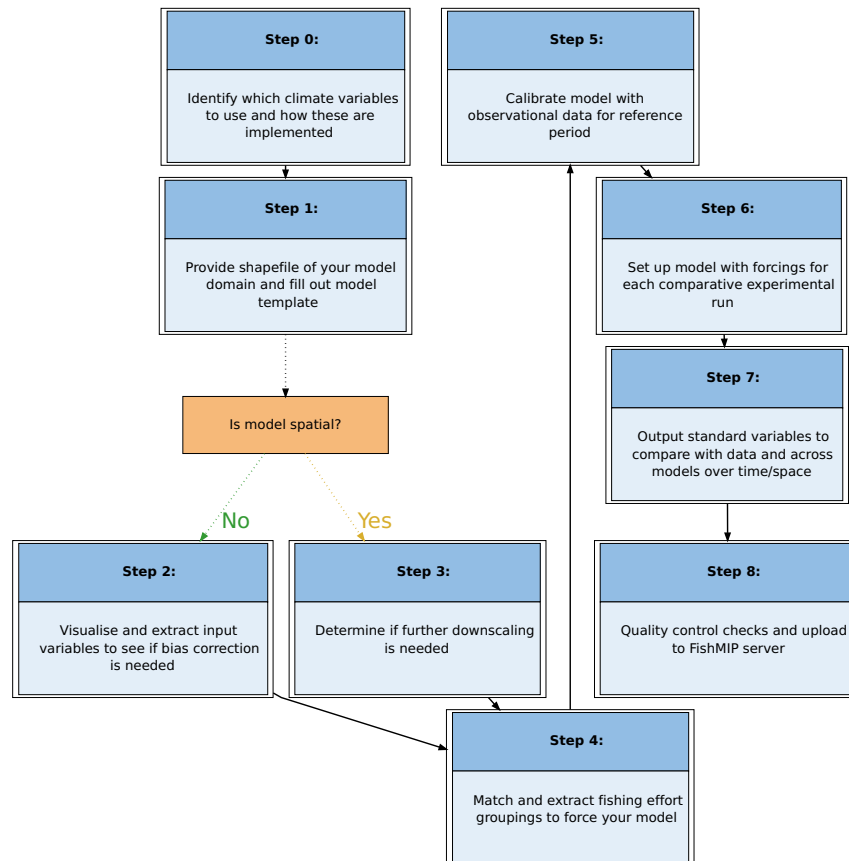 Step 0:
Identify which climate variables
to use and how these are
implemented
Step 1:
Provide shapefile of your model
domain and fill out model
template
Is model spatial?
No
Yes
Step 2:
Visualise and extract input
variables to see if bias correction
is needed
Step 3:
Determine if further downscaling
is needed
Step 4:
Match and extract fishing effort
groupings to force your model
Step 5:
Calibrate model with
observational data for reference
period
Step 6:
Set up model with forcings for
each comparative experimental
run
Step 7:
Output standard variables to
compare with data and across
models over time/space
Step 8:
Quality control checks and upload
to FishMIP server